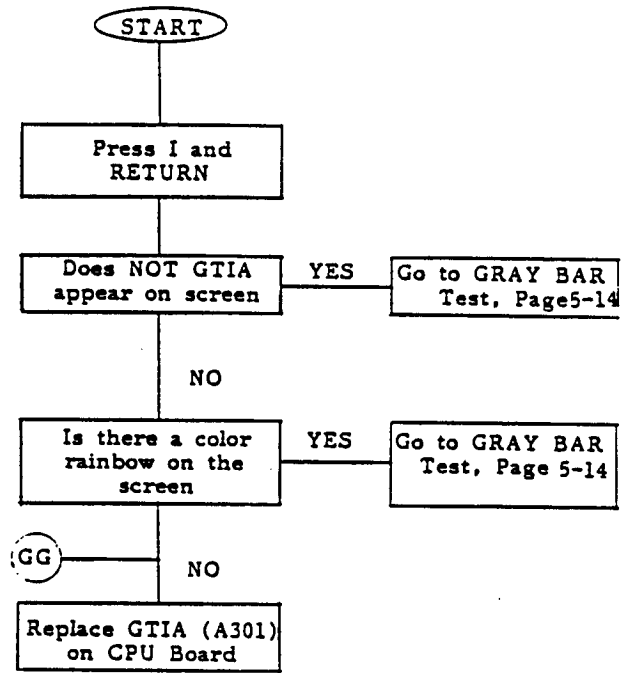 START
Press I and
RETURN
Does NOT GTIA
appear on screen
YES
Go to GRAY BAR
Test, Page5-14
NO
Is there a color
rainbow on the
screen
YES
Go to GRAY BAR
Test, Page 5-14
GG
NO
Replace GTIA (A301)
on CPU Board